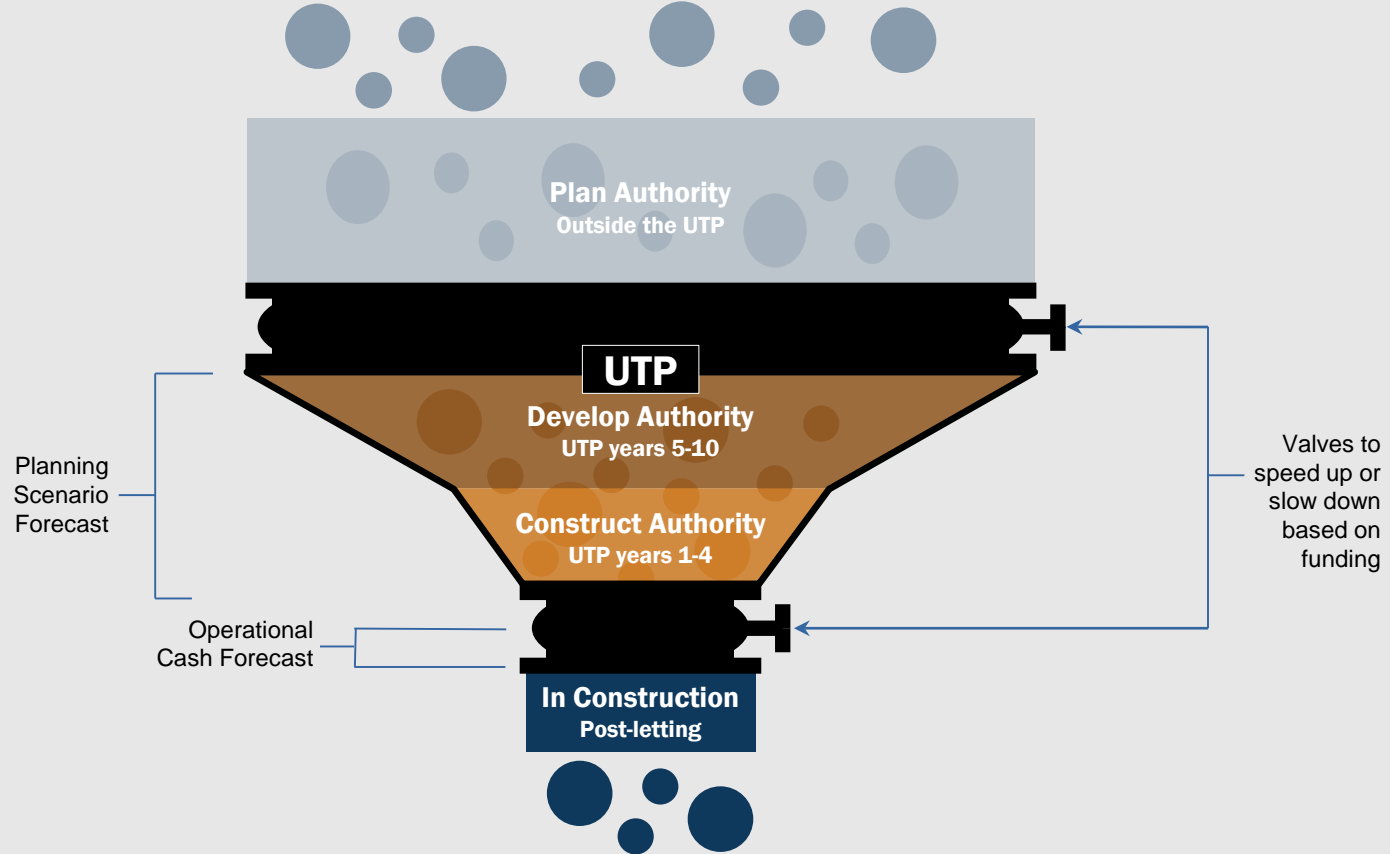 Plan Authority
Outside the UTP
UTP
Develop Authority
UTP years 5-10
Construct Authority
UTP years 1-4
Planning
Scenario
Forecast
Valves to
speed up or
slow down
based on
funding
Operational
Cash Forecast
In Construction
Post-letting